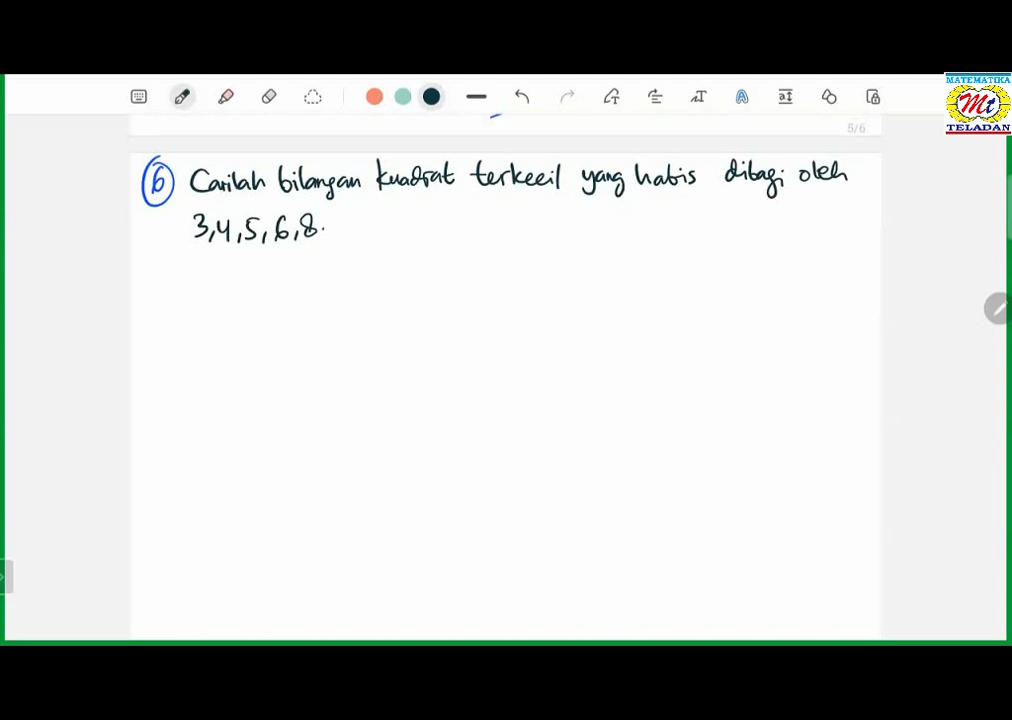 MATEMATIKA
Mt
TELADAN
5/6
6 Carilah bilangan kuadrat terkecil yang habis dibagi oleh
3,4,5,6,8.